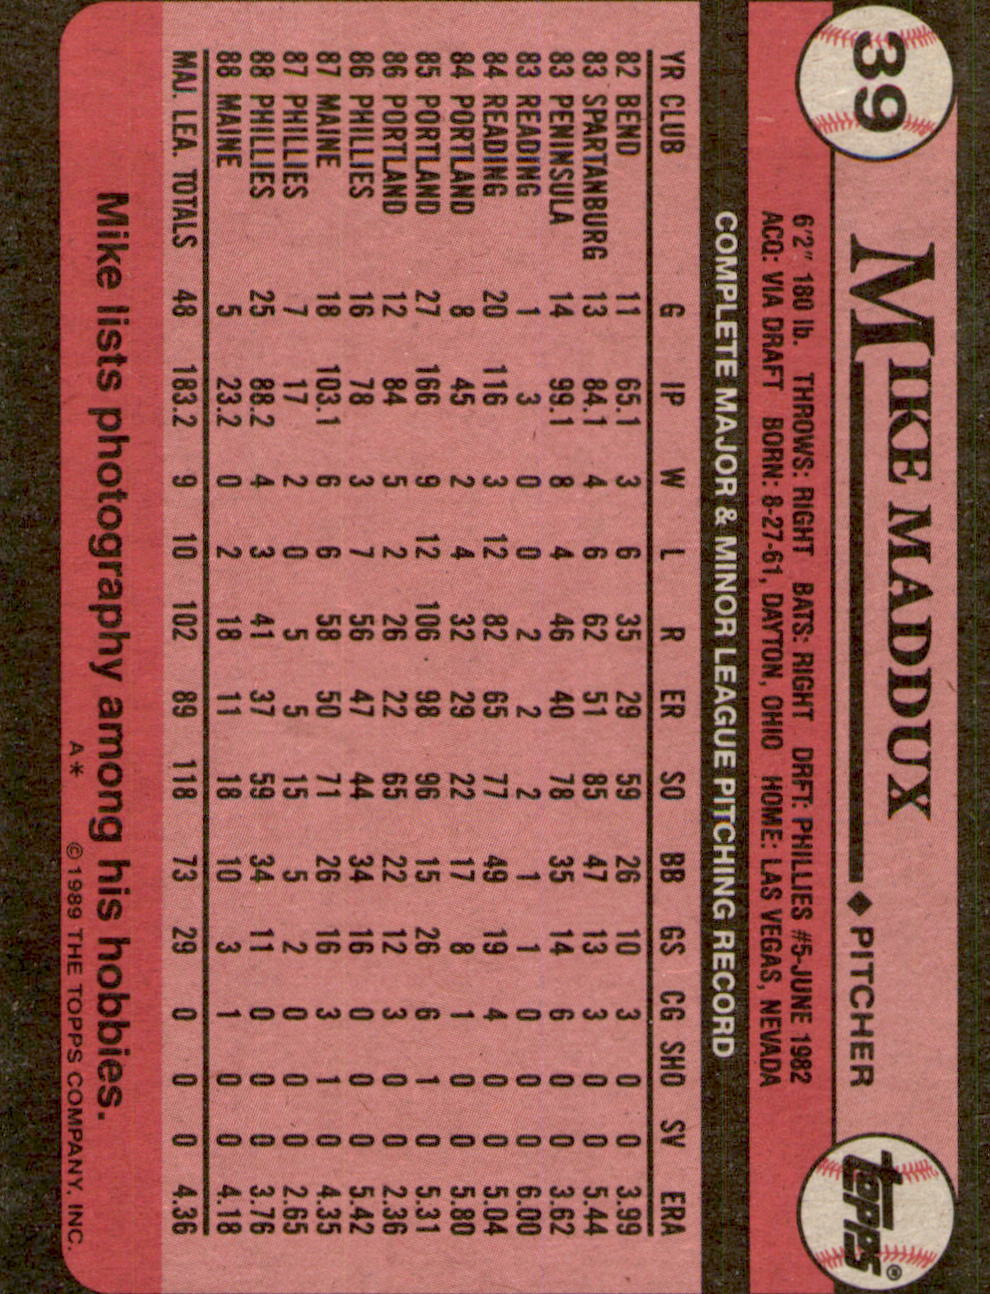 39
MIKE MADDUX ♦ PITCHER
topps®
6'2" 180 lb. THROWS: RIGHT BATS: RIGHT DRFT: PHILLIES #5-JUNE 1982
ACQ: VIA DRAFT BORN: 8-27-61, DAYTON, OHIO HOME: LAS VEGAS, NEVADA
COMPLETE MAJOR & MINOR LEAGUE PITCHING RECORD
YR CLUB G IP W L R ER SO BB GS CG SHO SV ERA
82 BEND 11 65.1 3 6 35 29 59 26 10 3 0 0 3.99
83 SPARTANBURG 13 84.1 4 6 62 51 85 47 13 3 0 0 5.44
83 PENINSULA 14 99.1 8 4 46 40 78 35 14 6 0 0 3.62
83 READING 1 3 0 0 2 2 2 1 1 0 0 0 6.00
84 READING 20 116 3 12 82 65 77 49 19 4 0 0 5.04
84 PORTLAND 8 45 2 4 32 29 22 17 8 1 0 0 5.80
85 PORTLAND 27 166 9 12 106 98 96 15 26 6 1 0 5.31
86 PORTLAND 12 84 5 2 26 22 65 22 12 3 0 0 2.36
86 PHILLIES 16 78 3 7 56 47 44 34 16 0 0 0 5.42
87 MAINE 18 103.1 6 6 58 50 71 26 16 3 1 0 4.35
87 PHILLIES 7 17 2 0 5 5 15 5 2 0 0 0 2.65
88 PHILLIES 25 88.2 4 3 41 37 59 34 11 0 0 0 3.76
88 MAINE 5 23.2 0 2 18 11 18 10 3 1 0 0 4.18
MAJ. LEA. TOTALS 48 183.2 9 10 102 89 118 73 29 0 0 0 4.36
Mike lists photography among his hobbies.
A* © 1989 THE TOPPS COMPANY, INC.